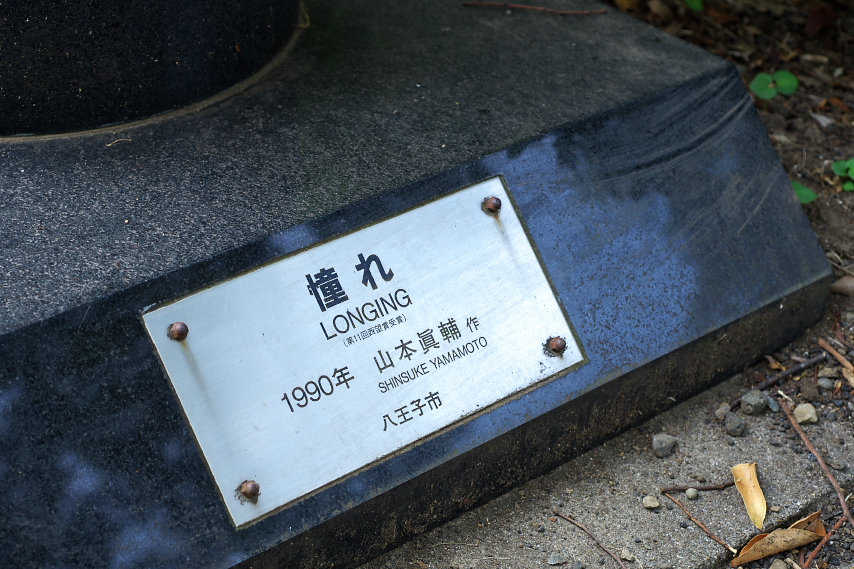 憧れ
LONGING
(第11回西望賞受賞)
1990年 山本眞輔 作
SHINSUKE YAMAMOTO
八王子市